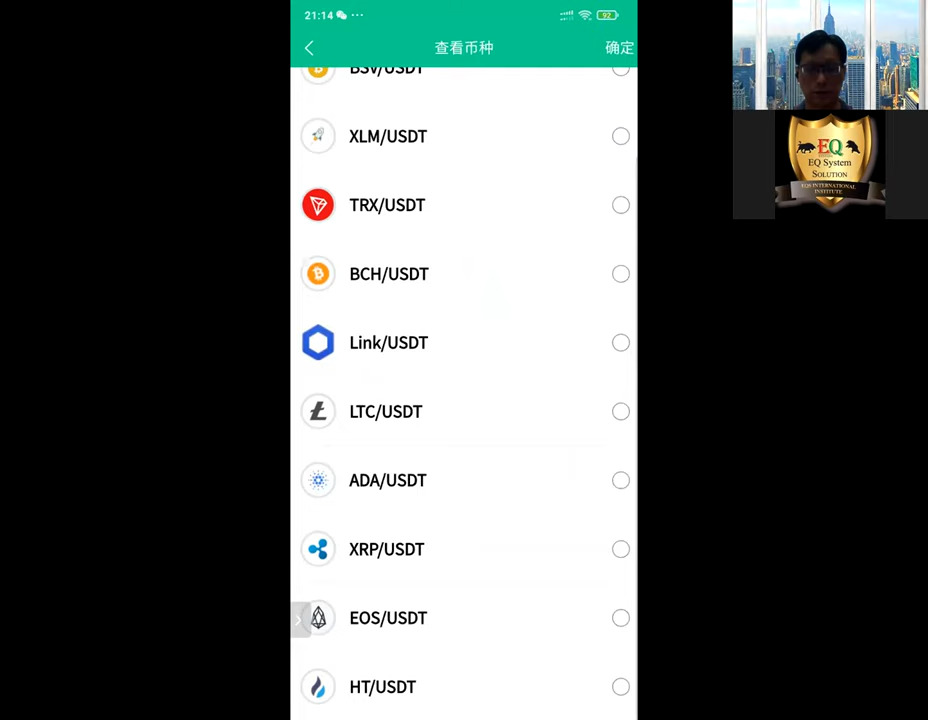 21:14
92
查看币种
确定
BSV/USDT
XLM/USDT
TRX/USDT
BCH/USDT
Link/USDT
LTC/USDT
ADA/USDT
XRP/USDT
EOS/USDT
HT/USDT
EQ
EQ System
SOLUTION
EQS INTERNATIONAL
INSTITUTE